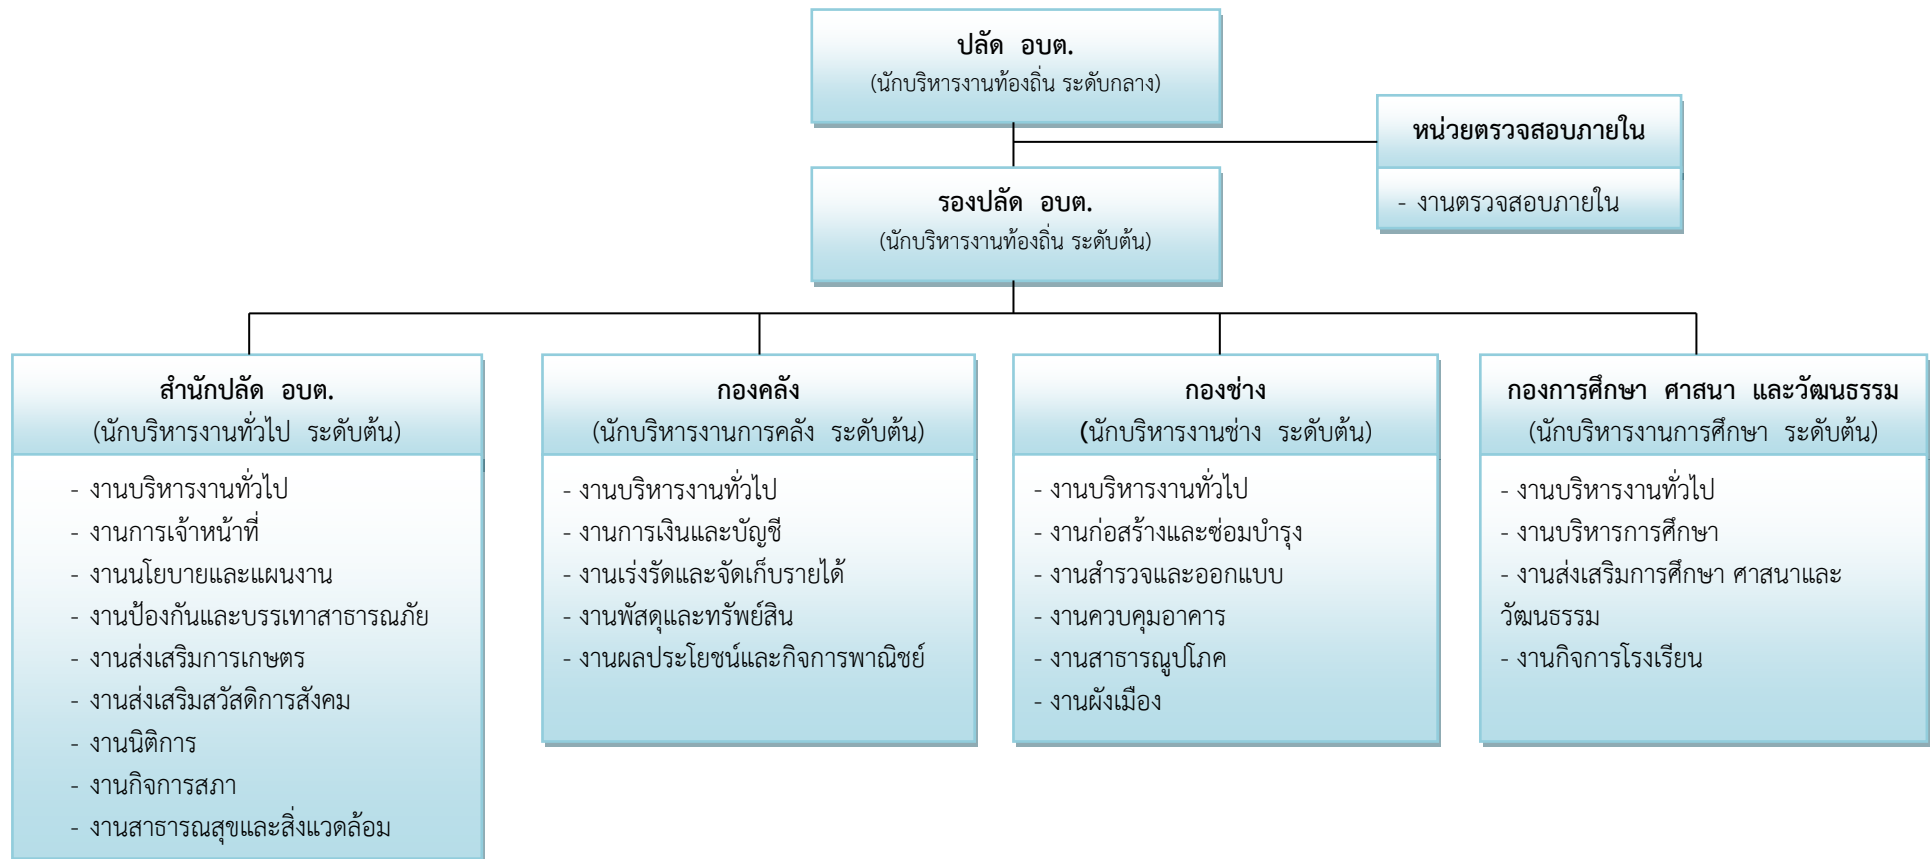 ปลัด อบต.
(นักบริหารงานท้องถิ่น ระดับกลาง)
หน่วยตรวจสอบภายใน
- งานตรวจสอบภายใน
รองปลัด อบต.
(นักบริหารงานท้องถิ่น ระดับต้น)
สำนักปลัด อบต.
(นักบริหารงานทั่วไป ระดับต้น)
- งานบริหารงานทั่วไป
- งานการเจ้าหน้าที่
- งานนโยบายและแผนงาน
- งานป้องกันและบรรเทาสาธารณภัย
- งานส่งเสริมการเกษตร
- งานส่งเสริมสวัสดิการสังคม
- งานนิติการ
- งานกิจการสภา
- งานสาธารณสุขและสิ่งแวดล้อม
กองคลัง
(นักบริหารงานการคลัง ระดับต้น)
- งานบริหารงานทั่วไป
- งานการเงินและบัญชี
- งานเร่งรัดและจัดเก็บรายได้
- งานพัสดุและทรัพย์สิน
- งานผลประโยชน์และกิจการพาณิชย์
กองช่าง
(นักบริหารงานช่าง ระดับต้น)
- งานบริหารงานทั่วไป
- งานก่อสร้างและซ่อมบำรุง
- งานสำรวจและออกแบบ
- งานควบคุมอาคาร
- งานสาธารณูปโภค
- งานผังเมือง
กองการศึกษา ศาสนา และวัฒนธรรม
(นักบริหารงานการศึกษา ระดับต้น)
- งานบริหารงานทั่วไป
- งานบริหารการศึกษา
- งานส่งเสริมการศึกษา ศาสนาและ
วัฒนธรรม
- งานกิจการโรงเรียน